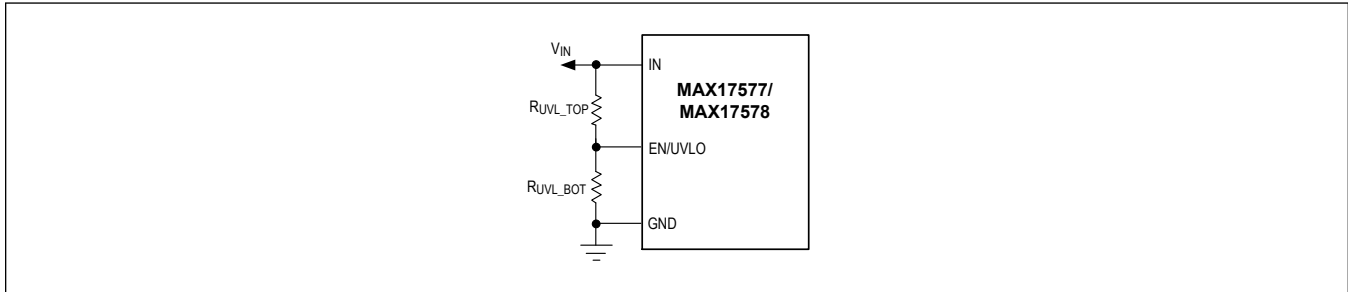 VIN
IN
MAX17577/
MAX17578
RUVL_TOP
EN/UVLO
RUVL_BOT
GND